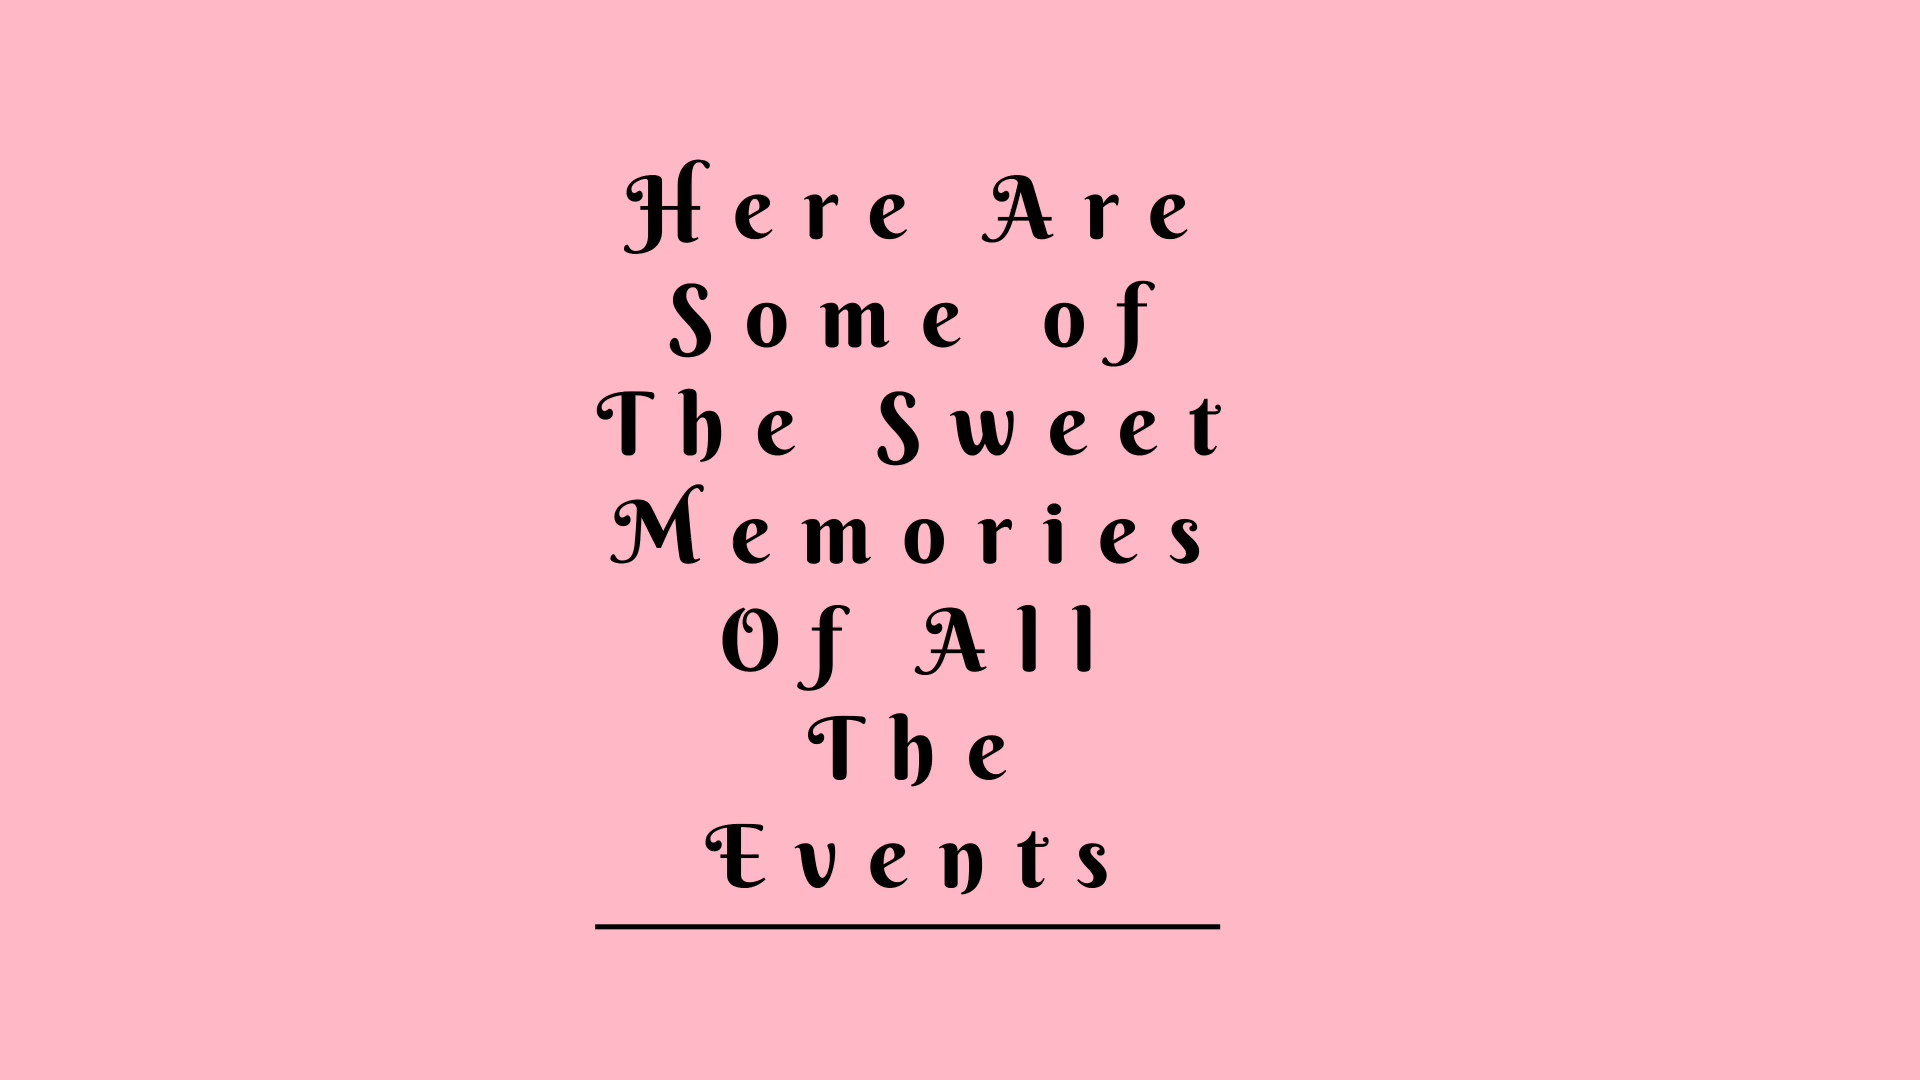 Here Are
Some of
The Sweet
Memories
Of All
The
Events